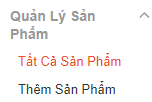 Quản Lý Sản
Phẩm
Tất Cả Sản Phẩm
Thêm Sản Phẩm